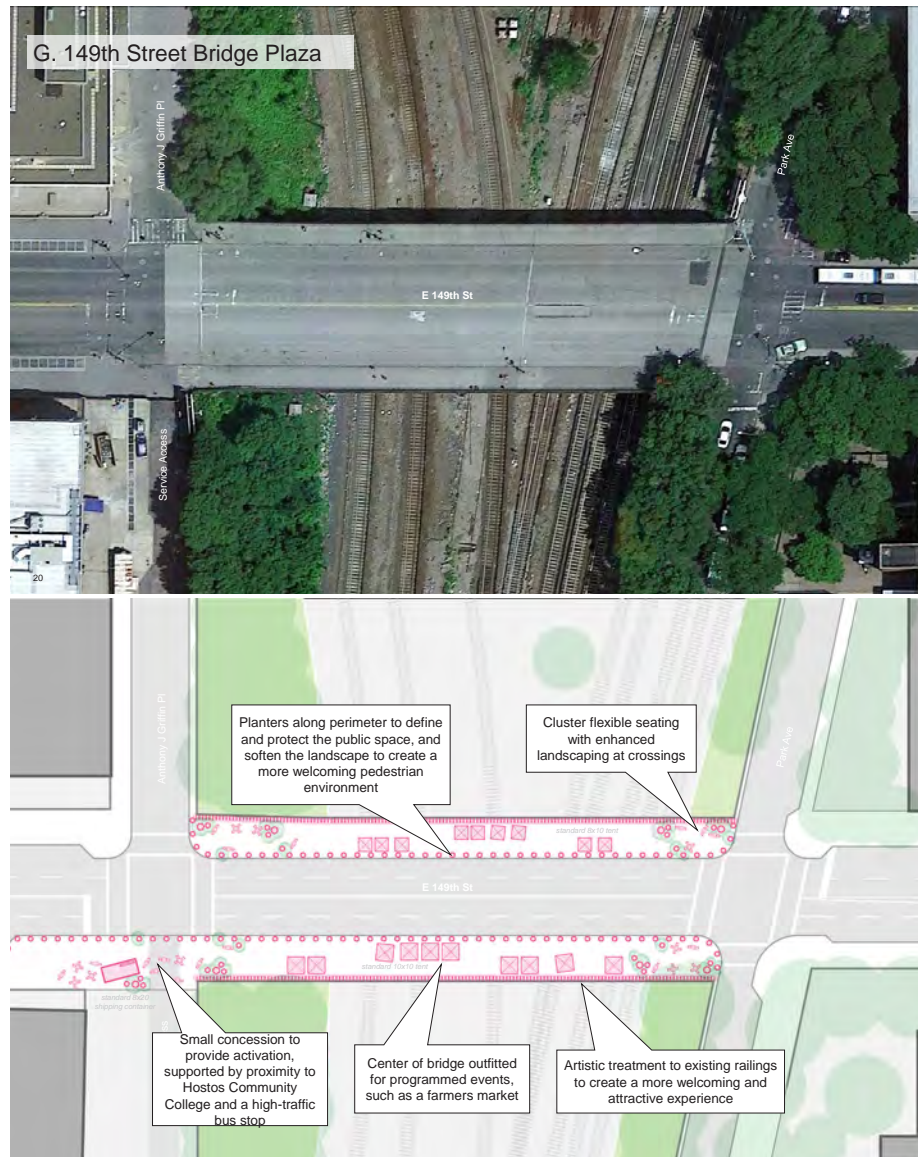 G. 149th Street Bridge Plaza
Anthony J Griffin Pl
Park Ave
E 149th St
Service Access
20
Anthony J Griffin Pl
Park Ave
Planters along perimeter to define
and protect the public space, and
soften the landscape to create a
more welcoming pedestrian
environment
Cluster flexible seating
with enhanced
landscaping at crossings
standard 8x10 tent
E 149th St
standard 10x10 tent
standard 8x20
shipping container
Small concession to
provide activation,
supported by proximity to
Hostos Community
College and a high-traffic
bus stop
Center of bridge outfitted
for programmed events,
such as a farmers market
Artistic treatment to existing railings
to create a more welcoming and
attractive experience